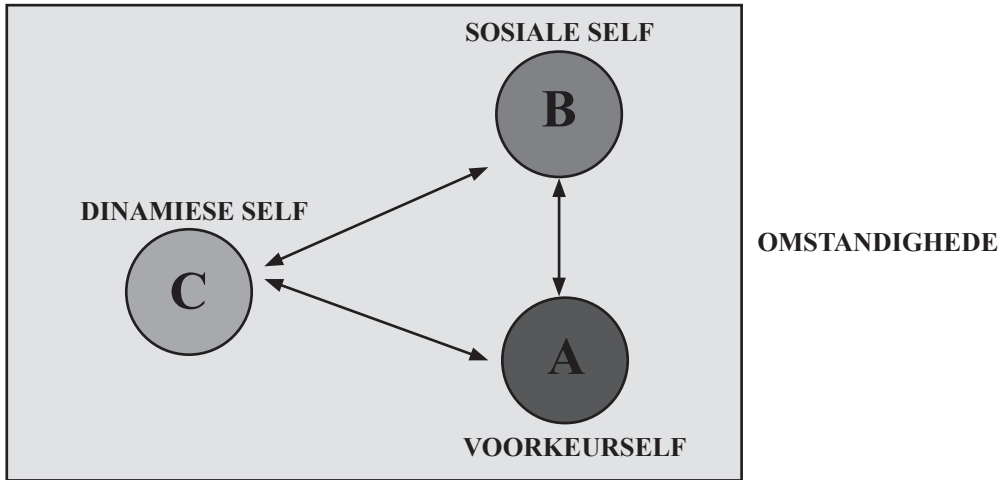 SOSIALE SELF
B
DINAMIESE SELF
OMSTANDIGHEDE
C
A
VOORKEURSELF